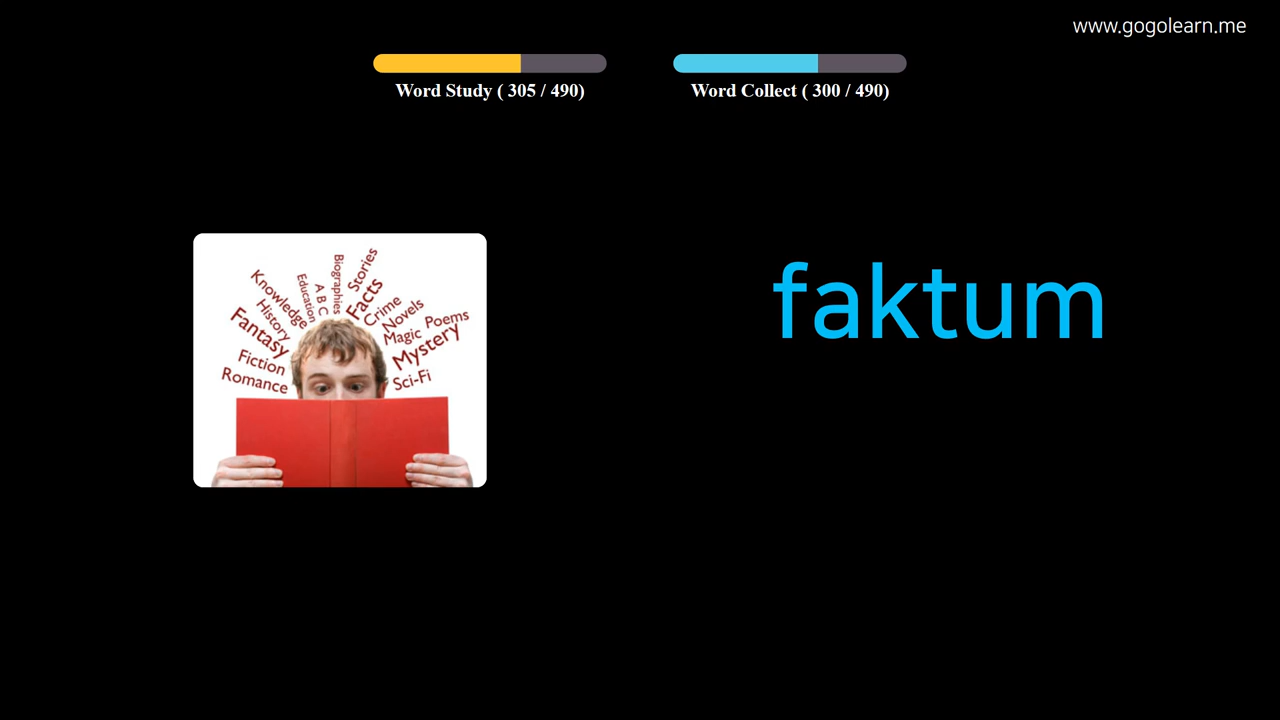 www.gogolearn.me
Word Study ( 305 / 490)
Word Collect ( 300 / 490)
faktum
Knowledge
History
Fantasy
Fiction
Romance
Education
A B C
Biographies
Stories
Facts
Crime
Novels
Magic
Poems
Mystery
Sci-Fi